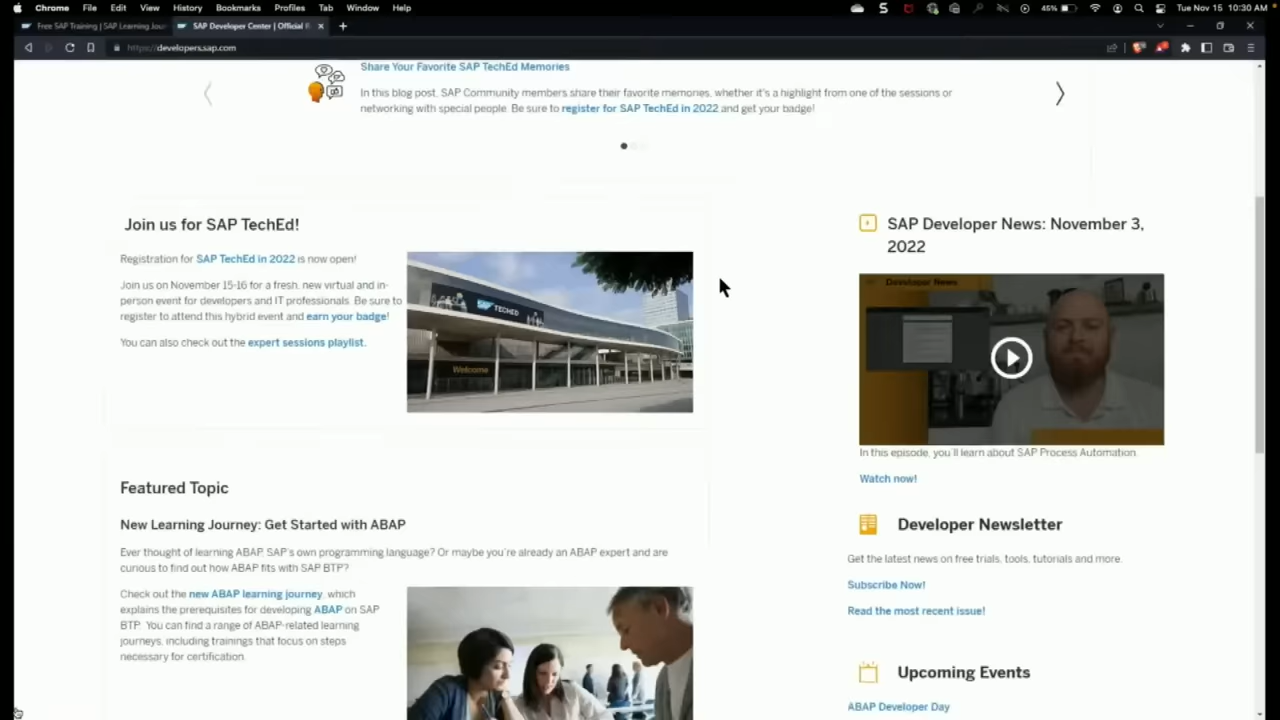 Chrome File Edit View History Bookmarks Profiles Tab Window Help
45% Tue Nov 15 10:30 AM
Free SAP Training | SAP Learning Jour SAP Developer Center | Official
https://developers.sap.com
Share Your Favorite SAP TechEd Memories
In this blog post, SAP Community members share their favorite memories, whether it's a highlight from one of the sessions or
networking with special people. Be sure to register for SAP TechEd in 2022 and get your badge!
Join us for SAP TechEd!
Registration for SAP TechEd in 2022 is now open!
Join us on November 15-16 for a fresh, new virtual and in-
person event for developers and IT professionals. Be sure to
register to attend this hybrid event and earn your badge!
You can also check out the expert sessions playlist.
SAP TECHED
Welcome
Featured Topic
New Learning Journey: Get Started with ABAP
Ever thought of learning ABAP, SAP's own programming language? Or maybe you're already an ABAP expert and are
curious to find out how ABAP fits with SAP BTP?
Check out the new ABAP learning journey, which
explains the prerequisites for developing ABAP on SAP
BTP. You can find a range of ABAP-related learning
journeys, including trainings that focus on steps
necessary for certification.
SAP Developer News: November 3,
2022
Developer News
In this episode, you'll learn about SAP Process Automation.
Watch now!
Developer Newsletter
Get the latest news on free trials, tools, tutorials and more.
Subscribe Now!
Read the most recent issue!
Upcoming Events
ABAP Developer Day